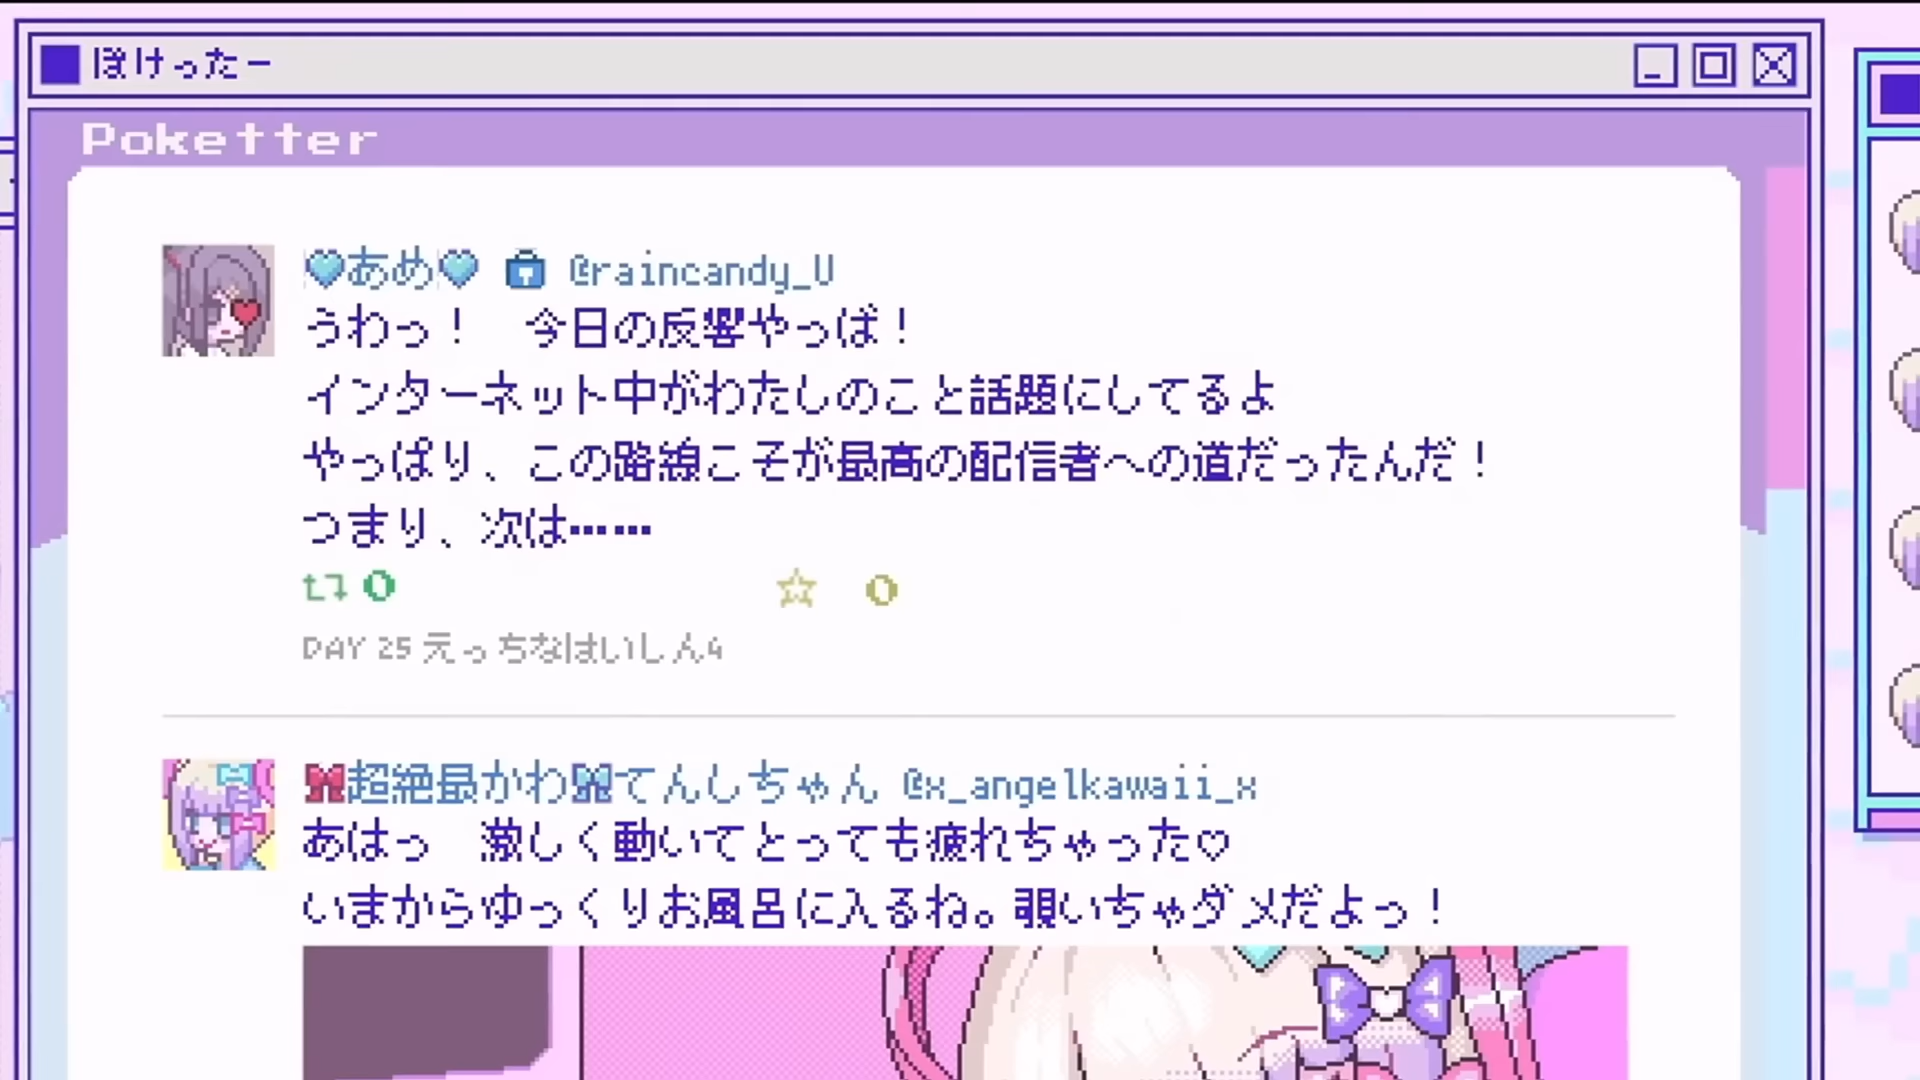 ぽけったー
Poketter
🩵あめ🩵 🔒 @raincandy_U
うわっ！　今日の反響やっば！
インターネット中がわたしのこと話題にしてるよ
やっぱり、この路線こそが最高の配信者への道だったんだ！
つまり、次は……
0 ☆ 0
DAY 25 えっちなはいしん4
🎀超絶最かわ🎀てんしちゃん @x_angelkawaii_x
あはっ　激しく動いてとっても疲れちゃった♡
いまからゆっくりお風呂に入るね。覗いちゃダメだよっ！